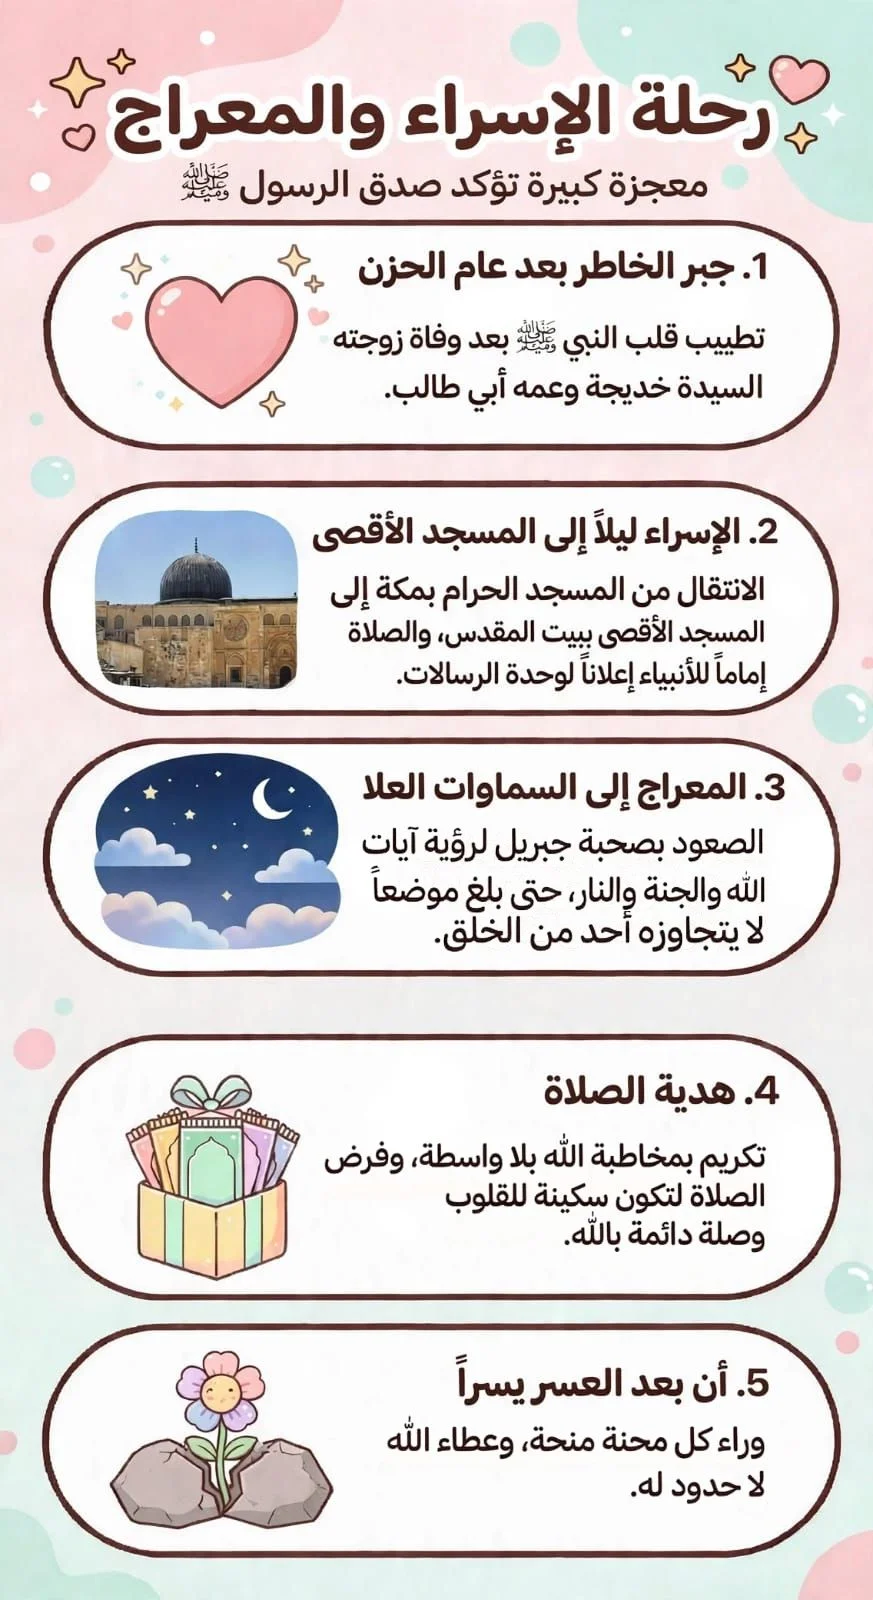 رحلة الإسراء والمعراج
معجزة كبيرة تؤكد صدق الرسول ﷺ
1. جبر الخاطر بعد عام الحزن
تطييب قلب النبي ﷺ بعد وفاة زوجته
السيدة خديجة وعمه أبي طالب.
2. الإسراء ليلاً إلى المسجد الأقصى
الانتقال من المسجد الحرام بمكة إلى
المسجد الأقصى ببيت المقدس، والصلاة
إماماً للأنبياء إعلاناً لوحدة الرسالات.
3. المعراج إلى السماوات العلا
الصعود بصحبة جبريل لرؤية آيات
الله والجنة والنار، حتى بلغ موضعاً
لا يتجاوزه أحد من الخلق.
4. هدية الصلاة
تكريم بمخاطبة الله بلا واسطة، وفرض
الصلاة لتكون سكينة للقلوب
وصلة دائمة بالله.
5. أن بعد العسر يسراً
وراء كل محنة منحة، وعطاء الله
لا حدود له.